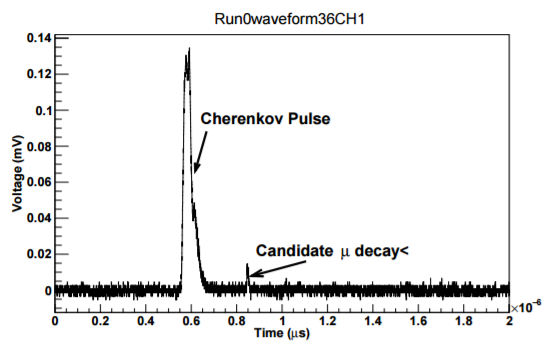 Run0waveform36CH1
Voltage (mV)
0.14
0.12
0.1
0.08
0.06
0.04
0.02
0
Cherenkov Pulse
Candidate μ decay<
0 0.2 0.4 0.6 0.8 1 1.2 1.4 1.6 1.8 2
×10⁻⁶
Time (μs)